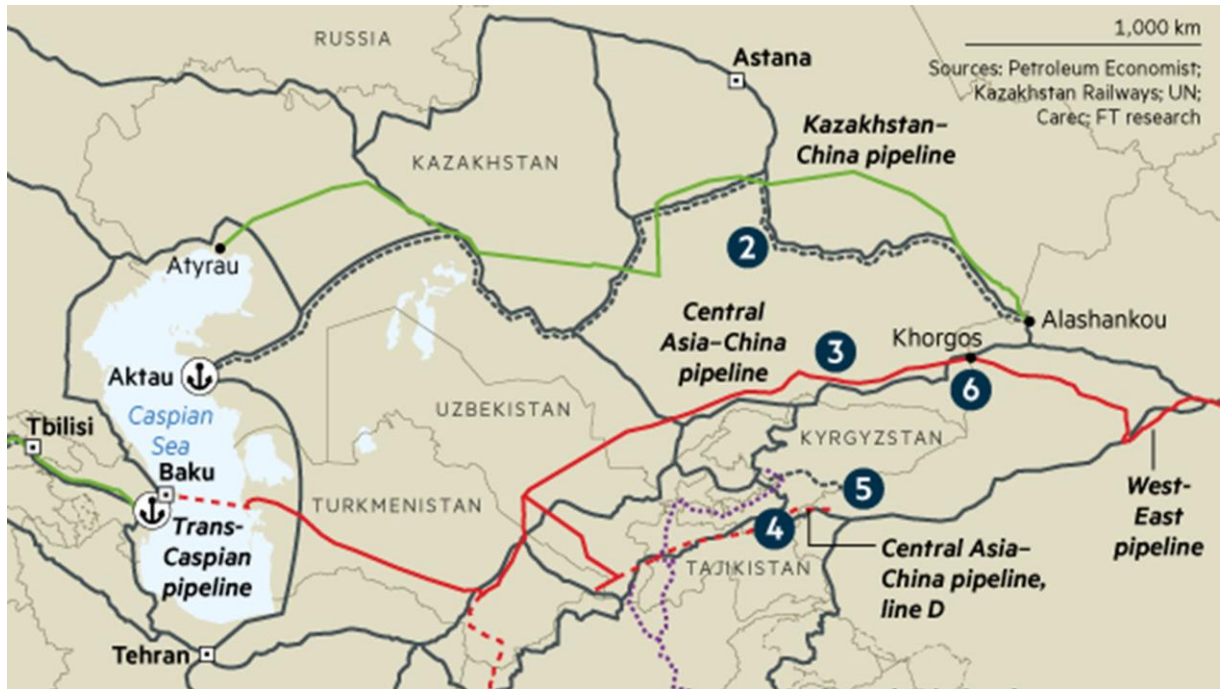 RUSSIA
1,000 km
Astana
Sources: Petroleum Economist;
Kazakhstan Railways; UN;
Carec; FT research
Kazakhstan–
China pipeline
KAZAKHSTAN
2
Atyrau
Central
Asia–China
pipeline
3
Khorgos
Alashankou
Aktau
6
Caspian
Sea
UZBEKISTAN
KYRGYZSTAN
Tbilisi
Baku
TURKMENISTAN
5
West-
East
pipeline
Trans-
Caspian
pipeline
4
TAJIKISTAN
Central Asia–
China pipeline,
line D
Tehran